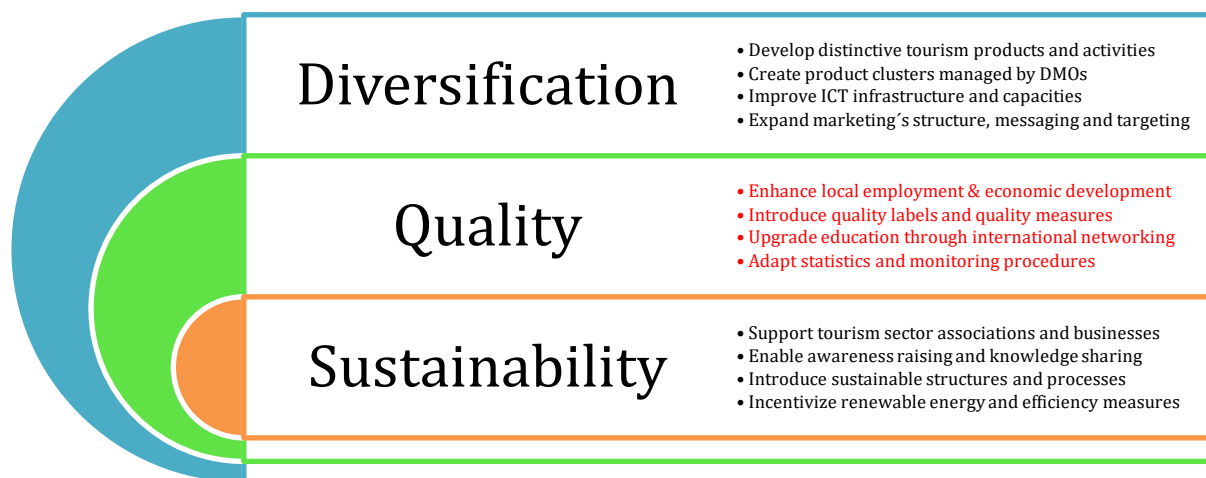 Diversification
• Develop distinctive tourism products and activities
• Create product clusters managed by DMOs
• Improve ICT infrastructure and capacities
• Expand marketing´s structure, messaging and targeting
Quality
• Enhance local employment & economic development
• Introduce quality labels and quality measures
• Upgrade education through international networking
• Adapt statistics and monitoring procedures
Sustainability
• Support tourism sector associations and businesses
• Enable awareness raising and knowledge sharing
• Introduce sustainable structures and processes
• Incentivize renewable energy and efficiency measures